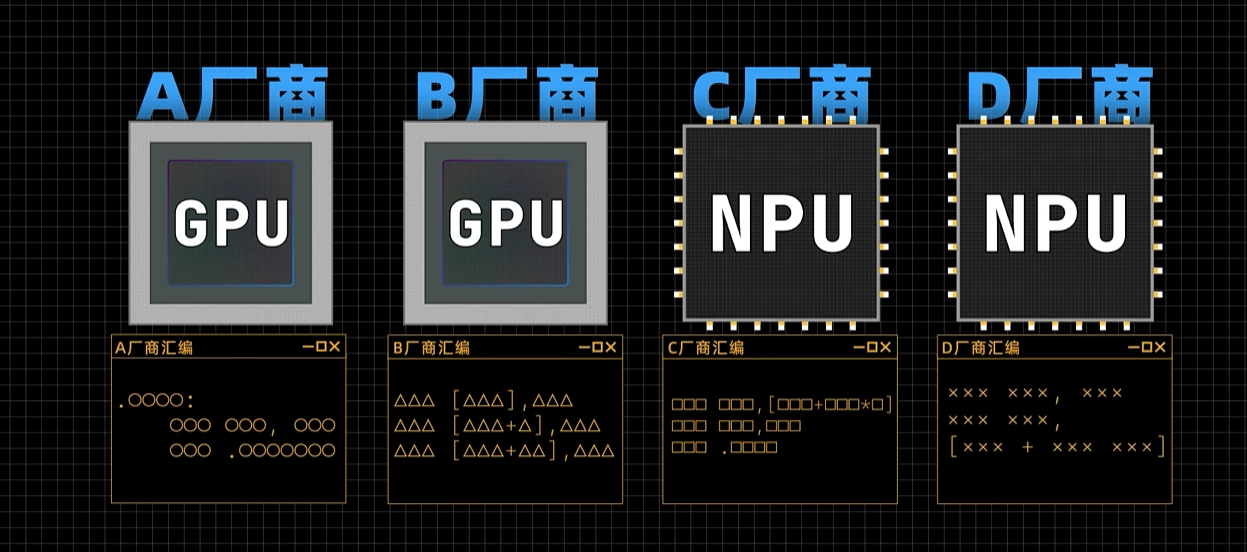 A厂商
B厂商
C厂商
D厂商
GPU
GPU
NPU
NPU
A厂商汇编
.○○○○:
○○○ ○○○, ○○○
○○○ .○○○○○○○
B厂商汇编
△△△ [△△△],△△△
△△△ [△△△+△],△△△
△△△ [△△△+△△],△△△
C厂商汇编
□□□ □□□,[□□□+□□□*□]
□□□ □□□,□□□
□□□ .□□□□
D厂商汇编
××× ×××, ×××
××× ×××,
[××× + ××× ×××]